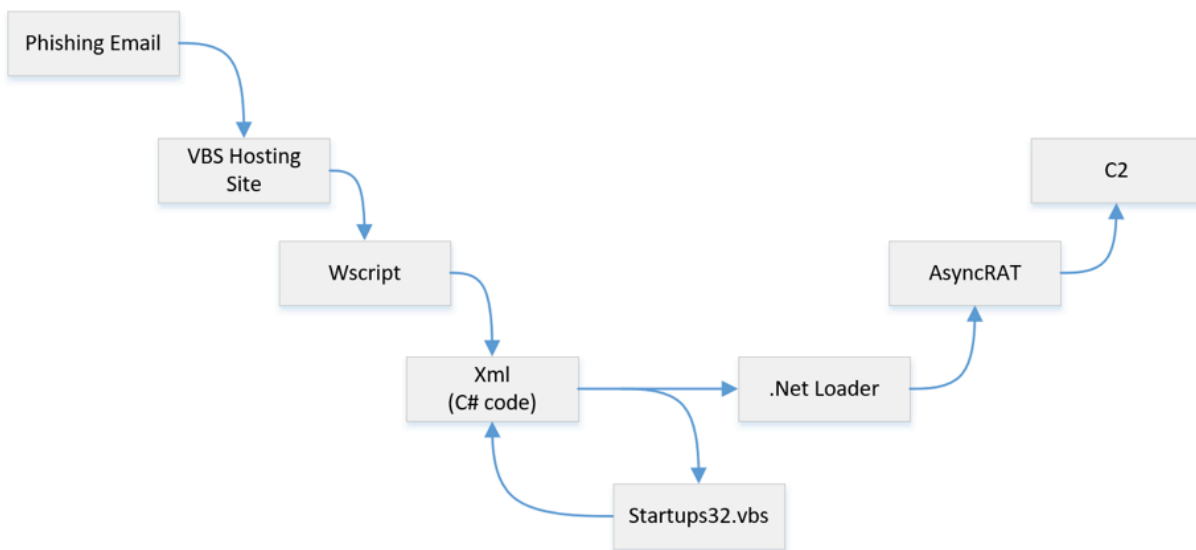 Phishing Email
VBS Hosting
Site
Wscript
Xml
(C# code)
Startups32.vbs
.Net Loader
AsyncRAT
C2